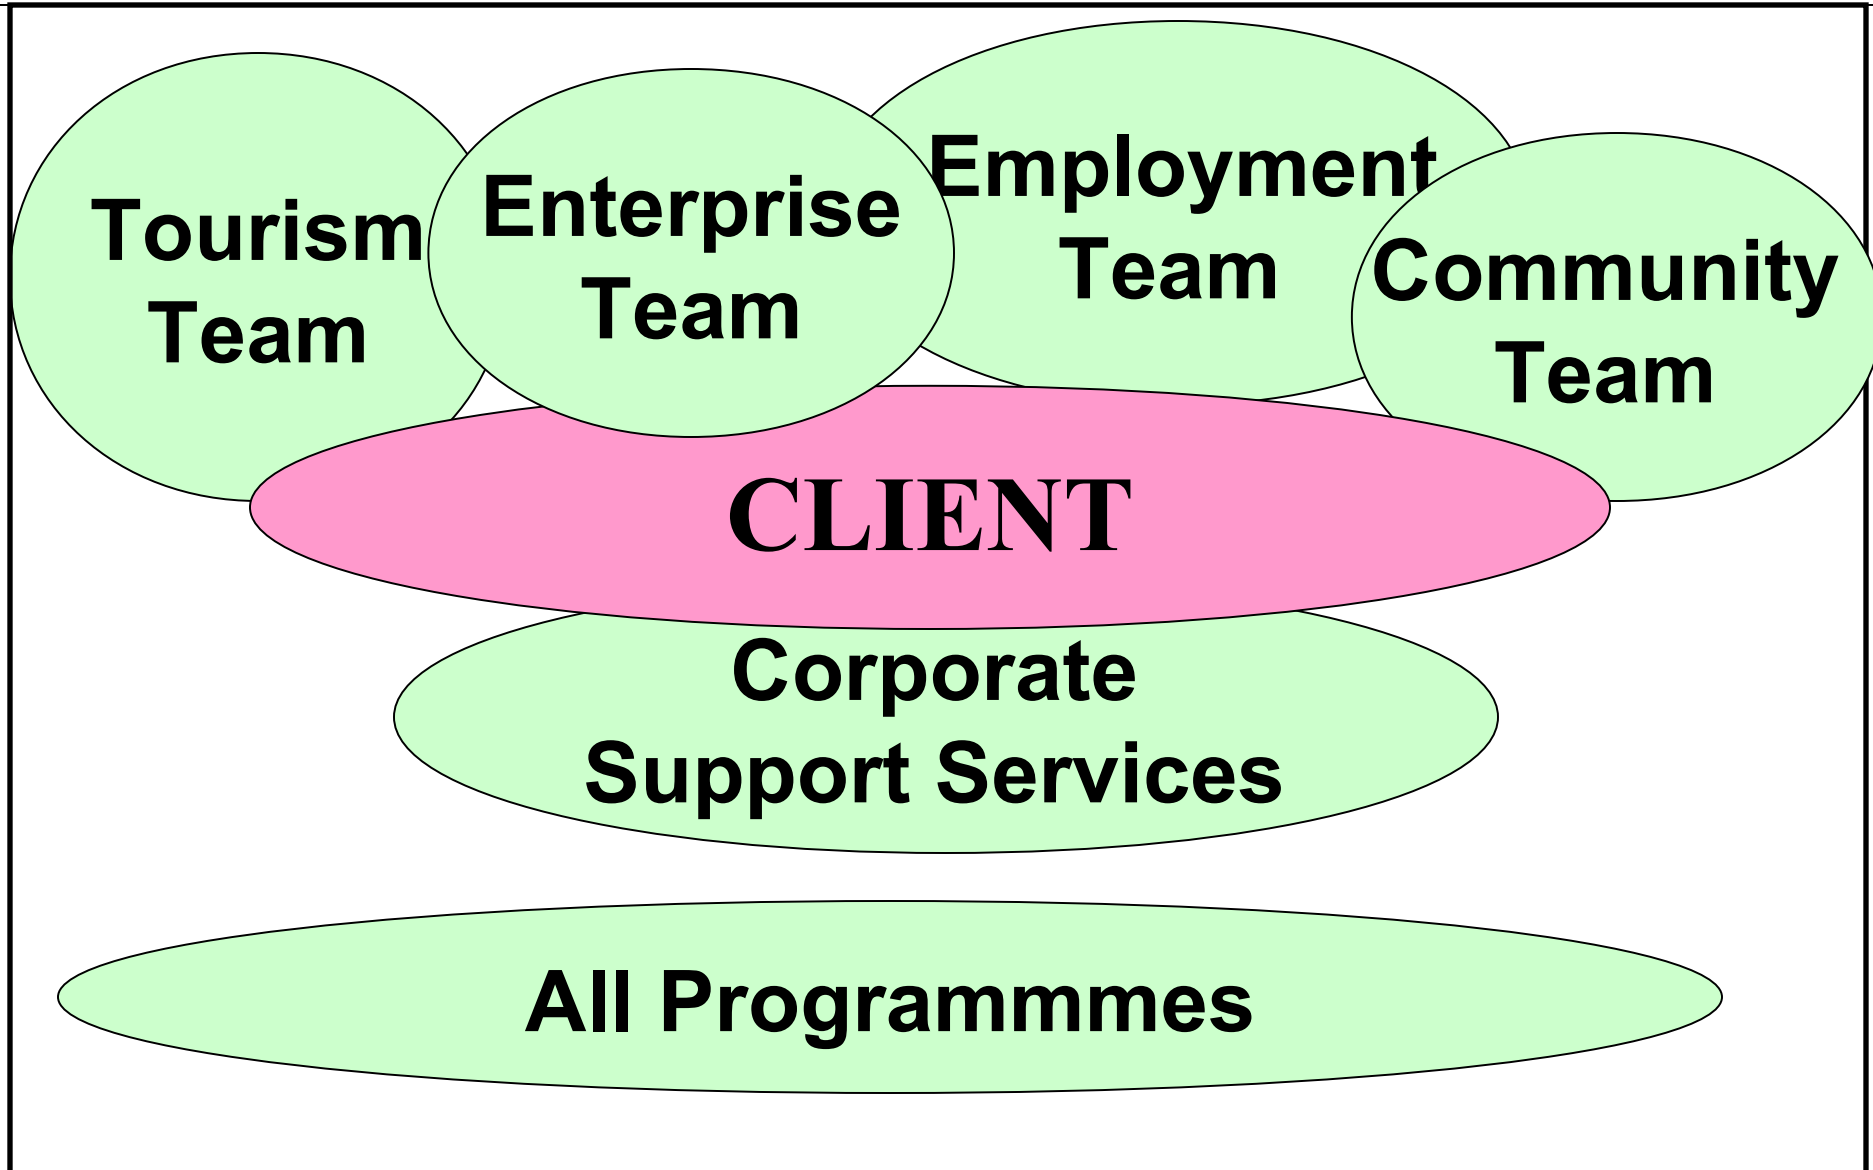 Tourism
Team
Enterprise
Team
Employment
Team
Community
Team
CLIENT
Corporate
Support Services
All Programmmes